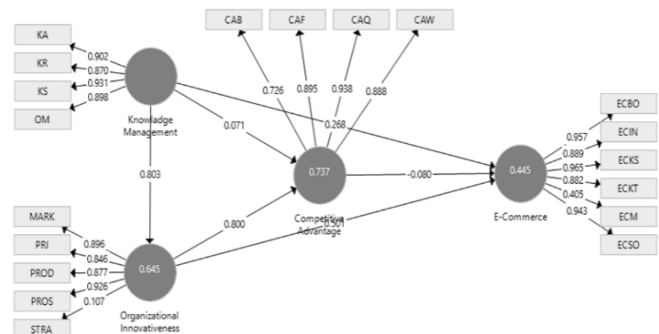 CAB CAF CAQ CAW
KA
KR
KS
OM
0.902
0.870
0.931
0.898
0.726 0.895 0.938 0.888
Knowladge
Management
0.071
0.268
0.803
0.737
0.445
-0.080
Competitive
Advantage
E-Commerce
0.957
0.889
0.965
0.882
0.405
0.943
ECBO
ECIN
ECKS
ECKT
ECM
ECSO
0.800
0.501
MARK
PRI
PROD
PROS
STRA
0.896
0.846
0.877
0.926
0.107
0.645
Organizational
Innovativeness